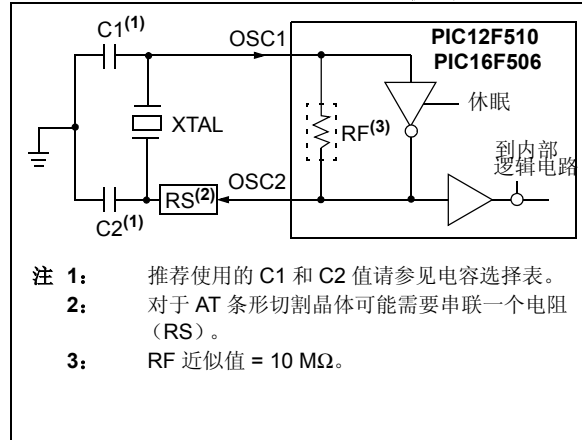 C1(1)
OSC1
PIC12F510
PIC16F506
休眠
XTAL
RF(3)
到内部
逻辑电路
OSC2
RS(2)
C2(1)
注 1： 推荐使用的 C1 和 C2 值请参见电容选择表。
2： 对于 AT 条形切割晶体可能需要串联一个电阻
（RS）。
3： RF 近似值 = 10 MΩ。